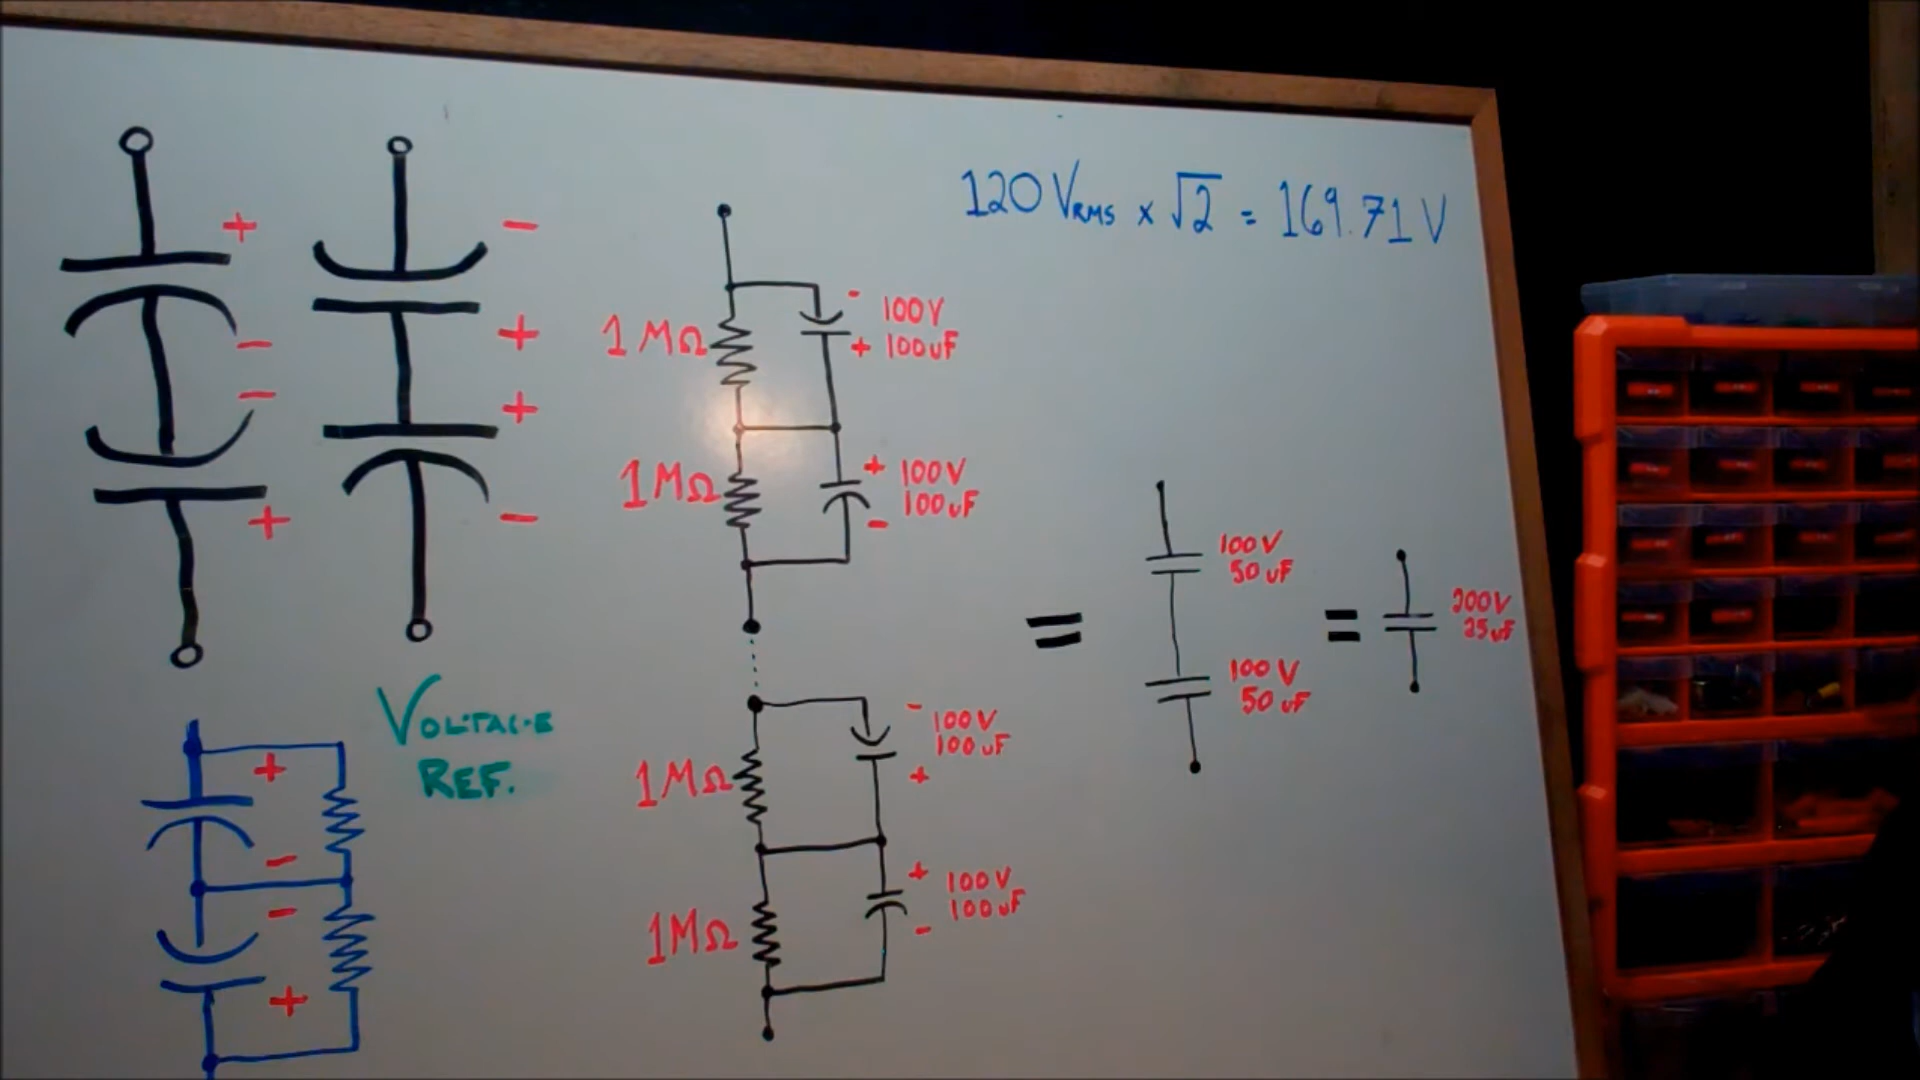 120 VRMS x √2 = 169.71 V
+
-
-
+
-
+
+
-
1 MΩ
-
100V
+
100uF
1MΩ
+
100V
100uF
-
=
100V
50uF
100V
50uF
=
200V
25uF
VOLTAGE
REF.
+
-
-
+
1MΩ
-
100V
100uF
+
1MΩ
+
100V
100uF
-